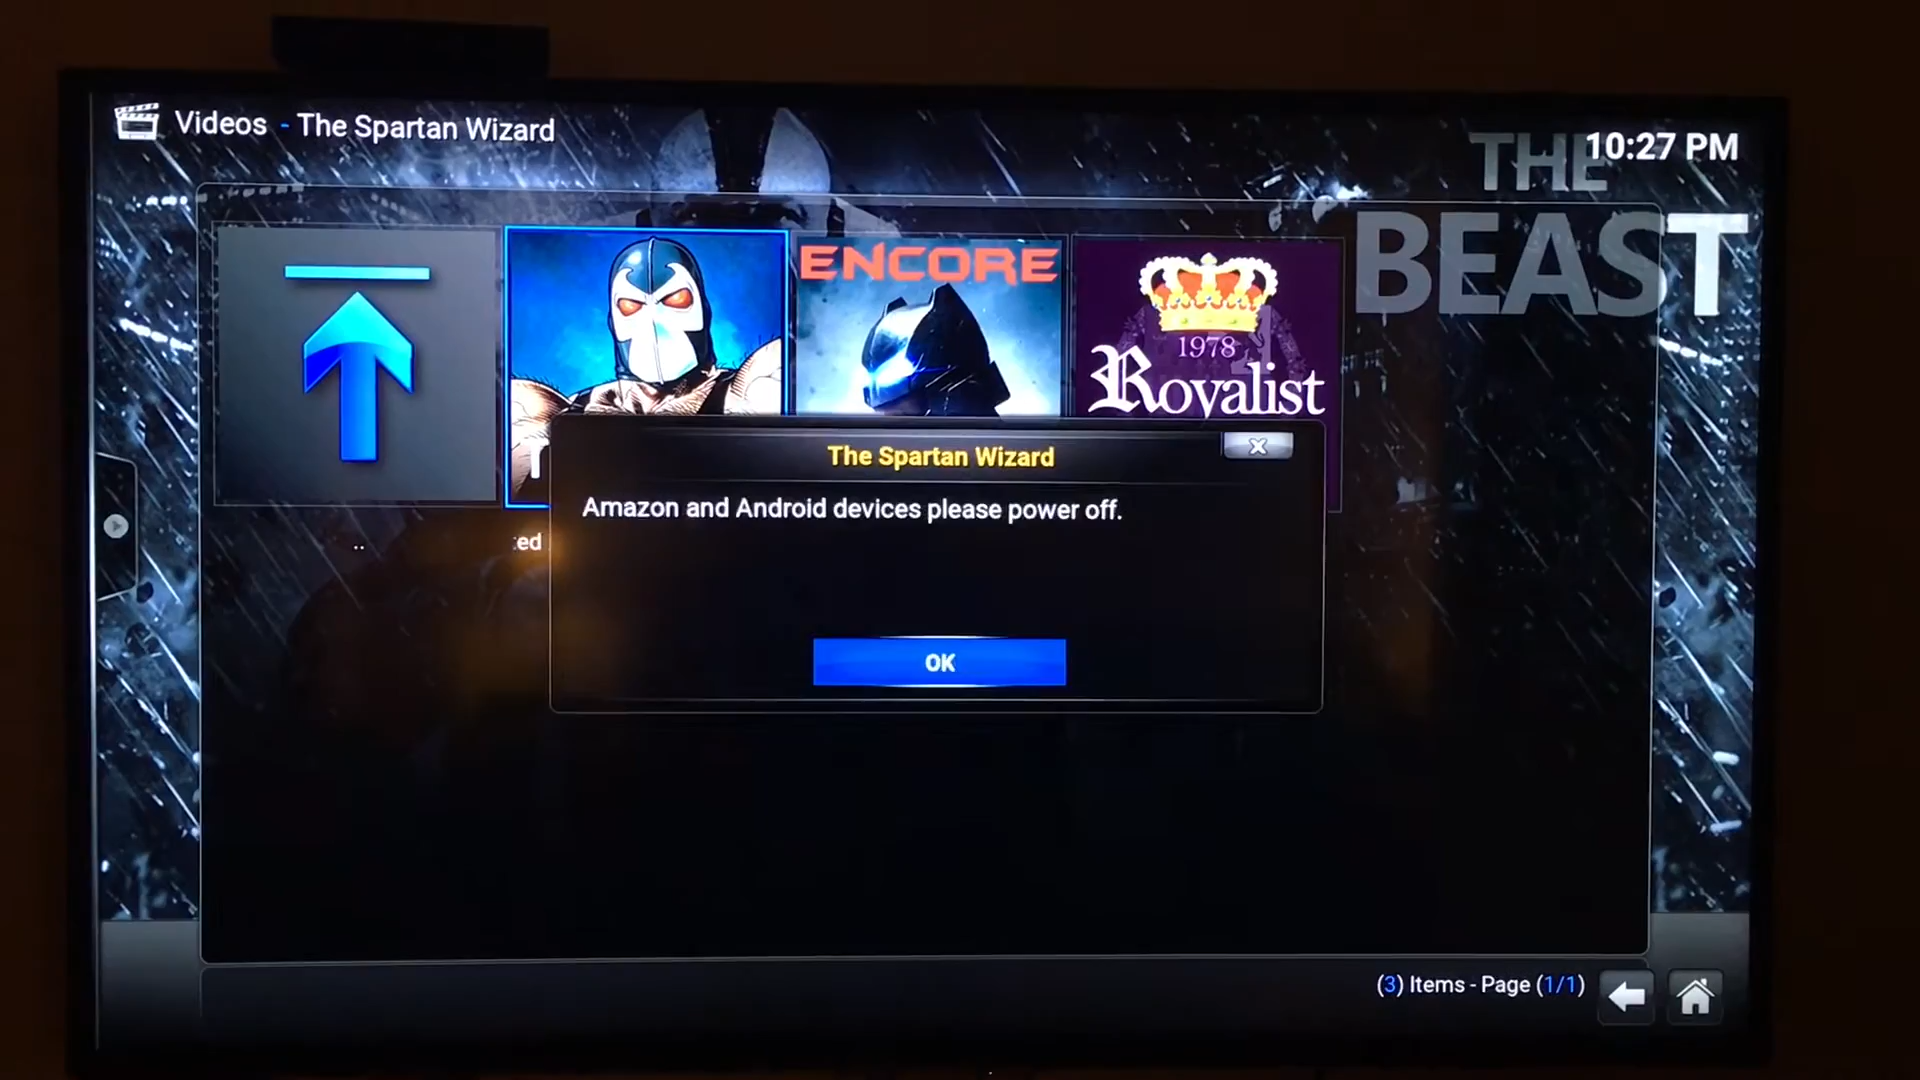 Videos - The Spartan Wizard
10:27 PM
THE
BEAST
ENCORE
1978
Royalist
The Spartan Wizard
X
Amazon and Android devices please power off.
..
OK
(3) Items - Page (1/1)